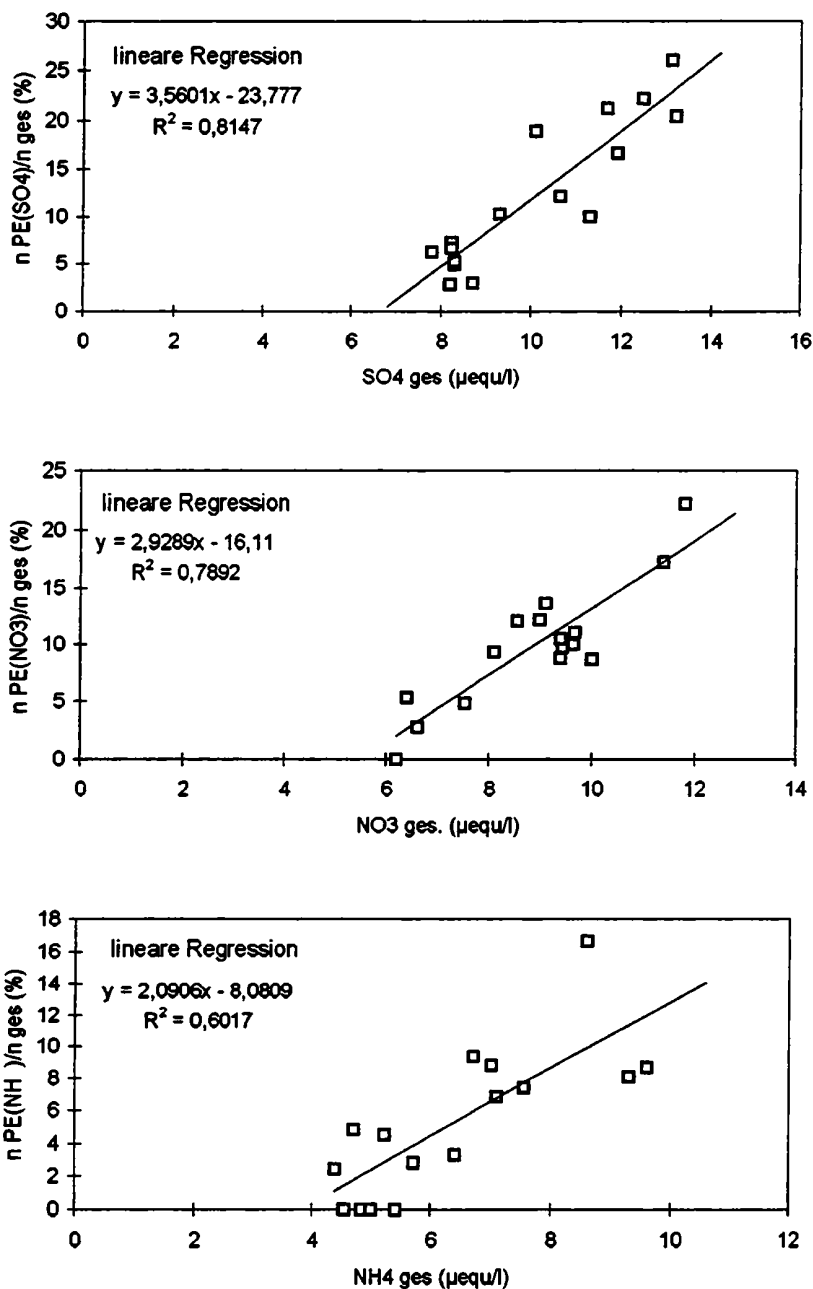 30
25
20
15
10
5
0
n PE(SO4)/n ges (%)
lineare Regression
y = 3,5601x - 23,777
R² = 0,8147
0 2 4 6 8 10 12 14 16
SO4 ges (µequ/l)
25
20
15
10
5
0
n PE(NO3)/n ges (%)
lineare Regression
y = 2,9289x - 16,11
R² = 0,7892
0 2 4 6 8 10 12 14
NO3 ges. (µequ/l)
18
16
14
12
10
8
6
4
2
0
n PE(NH )/n ges (%)
lineare Regression
y = 2,0906x - 8,0809
R² = 0,6017
0 2 4 6 8 10 12
NH4 ges (µequ/l)